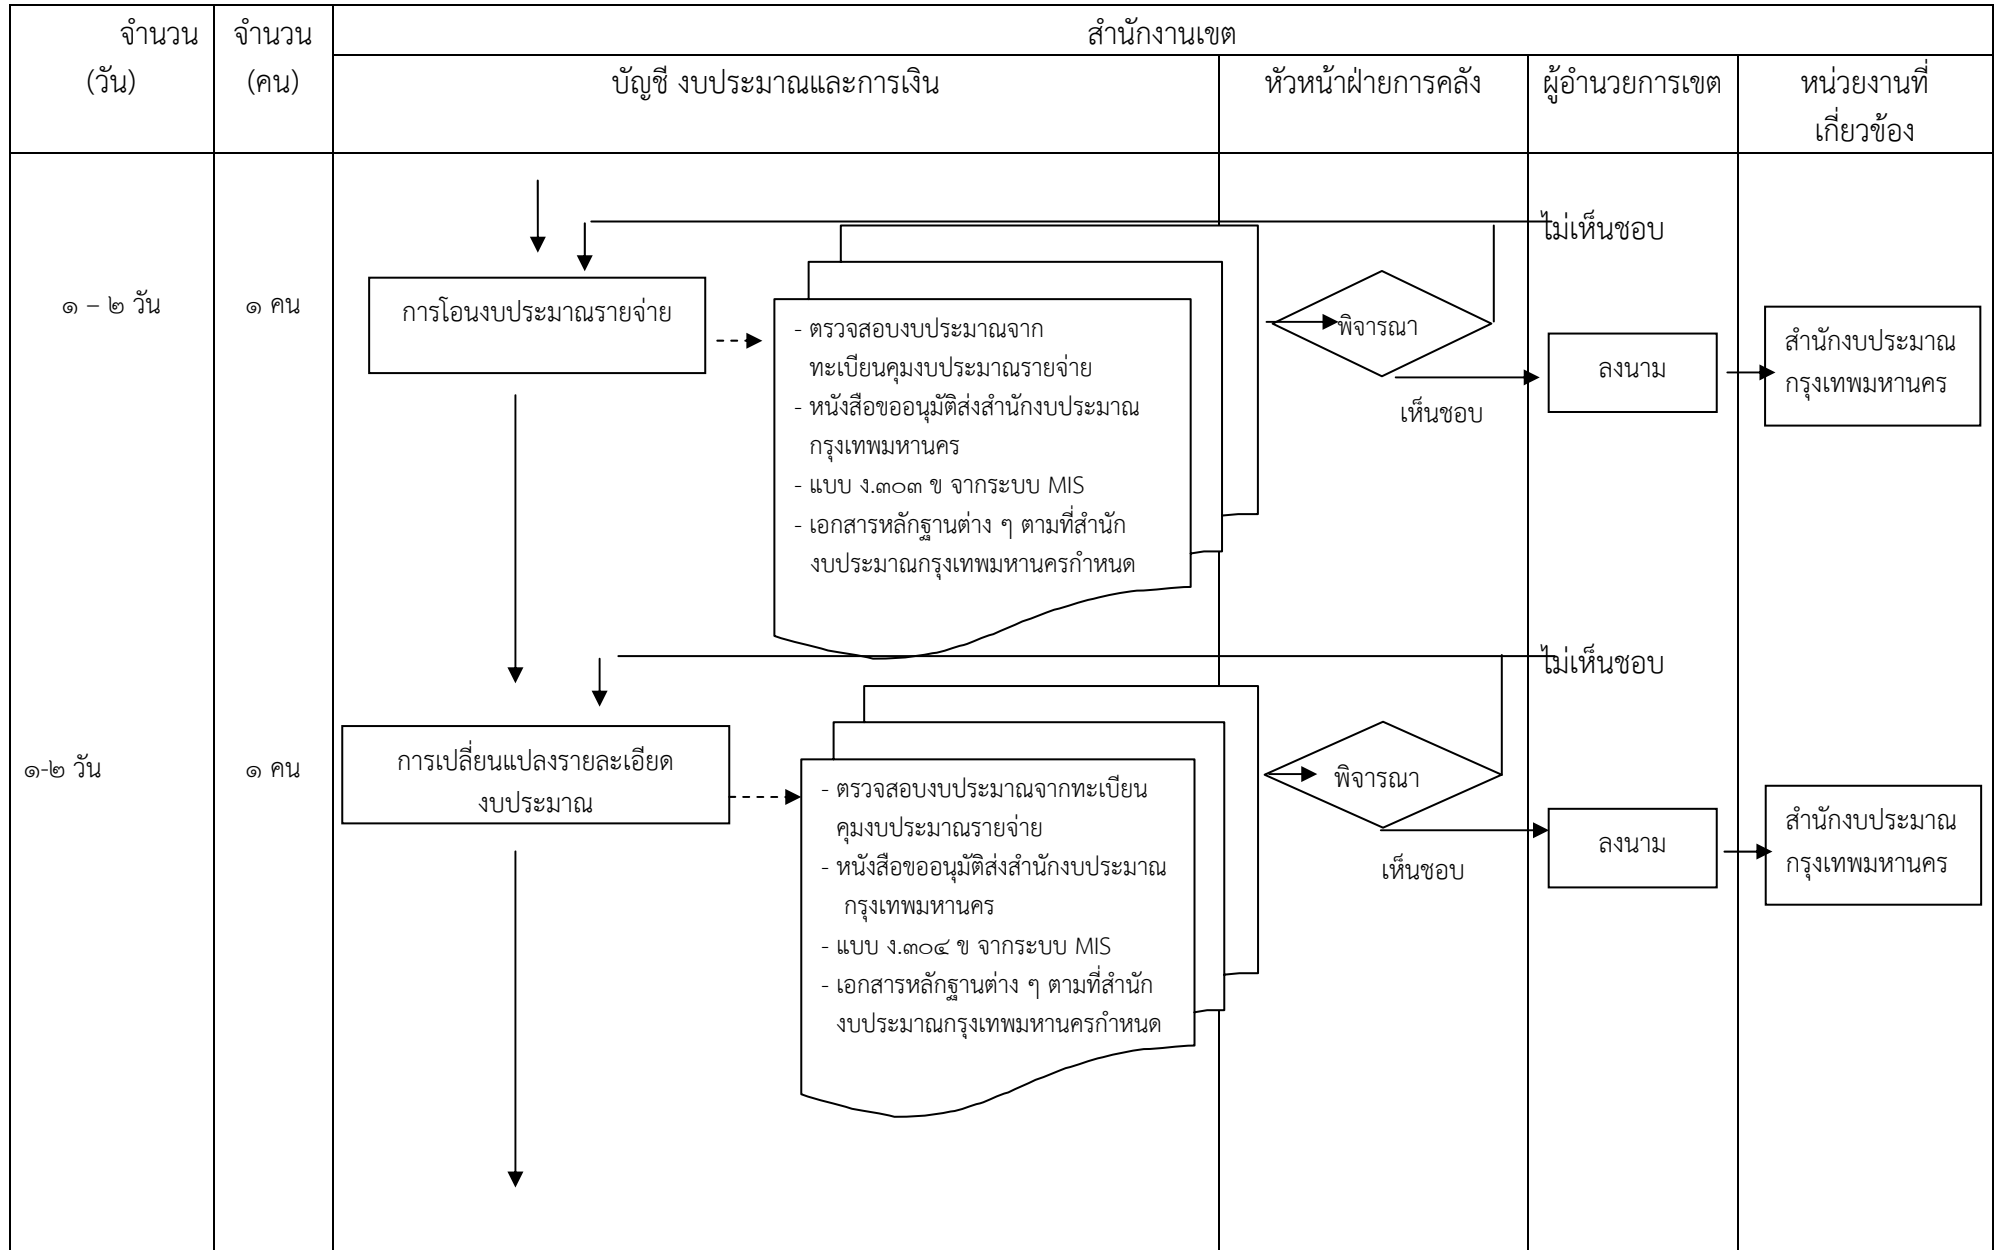 จำนวน
(วัน)
จำนวน
(คน)
สำนักงานเขต
บัญชี งบประมาณและการเงิน
หัวหน้าฝ่ายการคลัง
ผู้อำนวยการเขต
หน่วยงานที่
เกี่ยวข้อง
ไม่เห็นชอบ
๑ – ๒ วัน
๑ คน
การโอนงบประมาณรายจ่าย
- ตรวจสอบงบประมาณจาก
ทะเบียนคุมงบประมาณรายจ่าย
- หนังสือขออนุมัติส่งสำนักงบประมาณ
กรุงเทพมหานคร
- แบบ ง.๓๐๓ ข จากระบบ MIS
- เอกสารหลักฐานต่าง ๆ ตามที่สำนัก
งบประมาณกรุงเทพมหานครกำหนด
พิจารณา
เห็นชอบ
ลงนาม
สำนักงบประมาณ
กรุงเทพมหานคร
ไม่เห็นชอบ
๑-๒ วัน
๑ คน
การเปลี่ยนแปลงรายละเอียด
งบประมาณ
- ตรวจสอบงบประมาณจากทะเบียน
คุมงบประมาณรายจ่าย
- หนังสือขออนุมัติส่งสำนักงบประมาณ
กรุงเทพมหานคร
- แบบ ง.๓๐๔ ข จากระบบ MIS
- เอกสารหลักฐานต่าง ๆ ตามที่สำนัก
งบประมาณกรุงเทพมหานครกำหนด
พิจารณา
เห็นชอบ
ลงนาม
สำนักงบประมาณ
กรุงเทพมหานคร